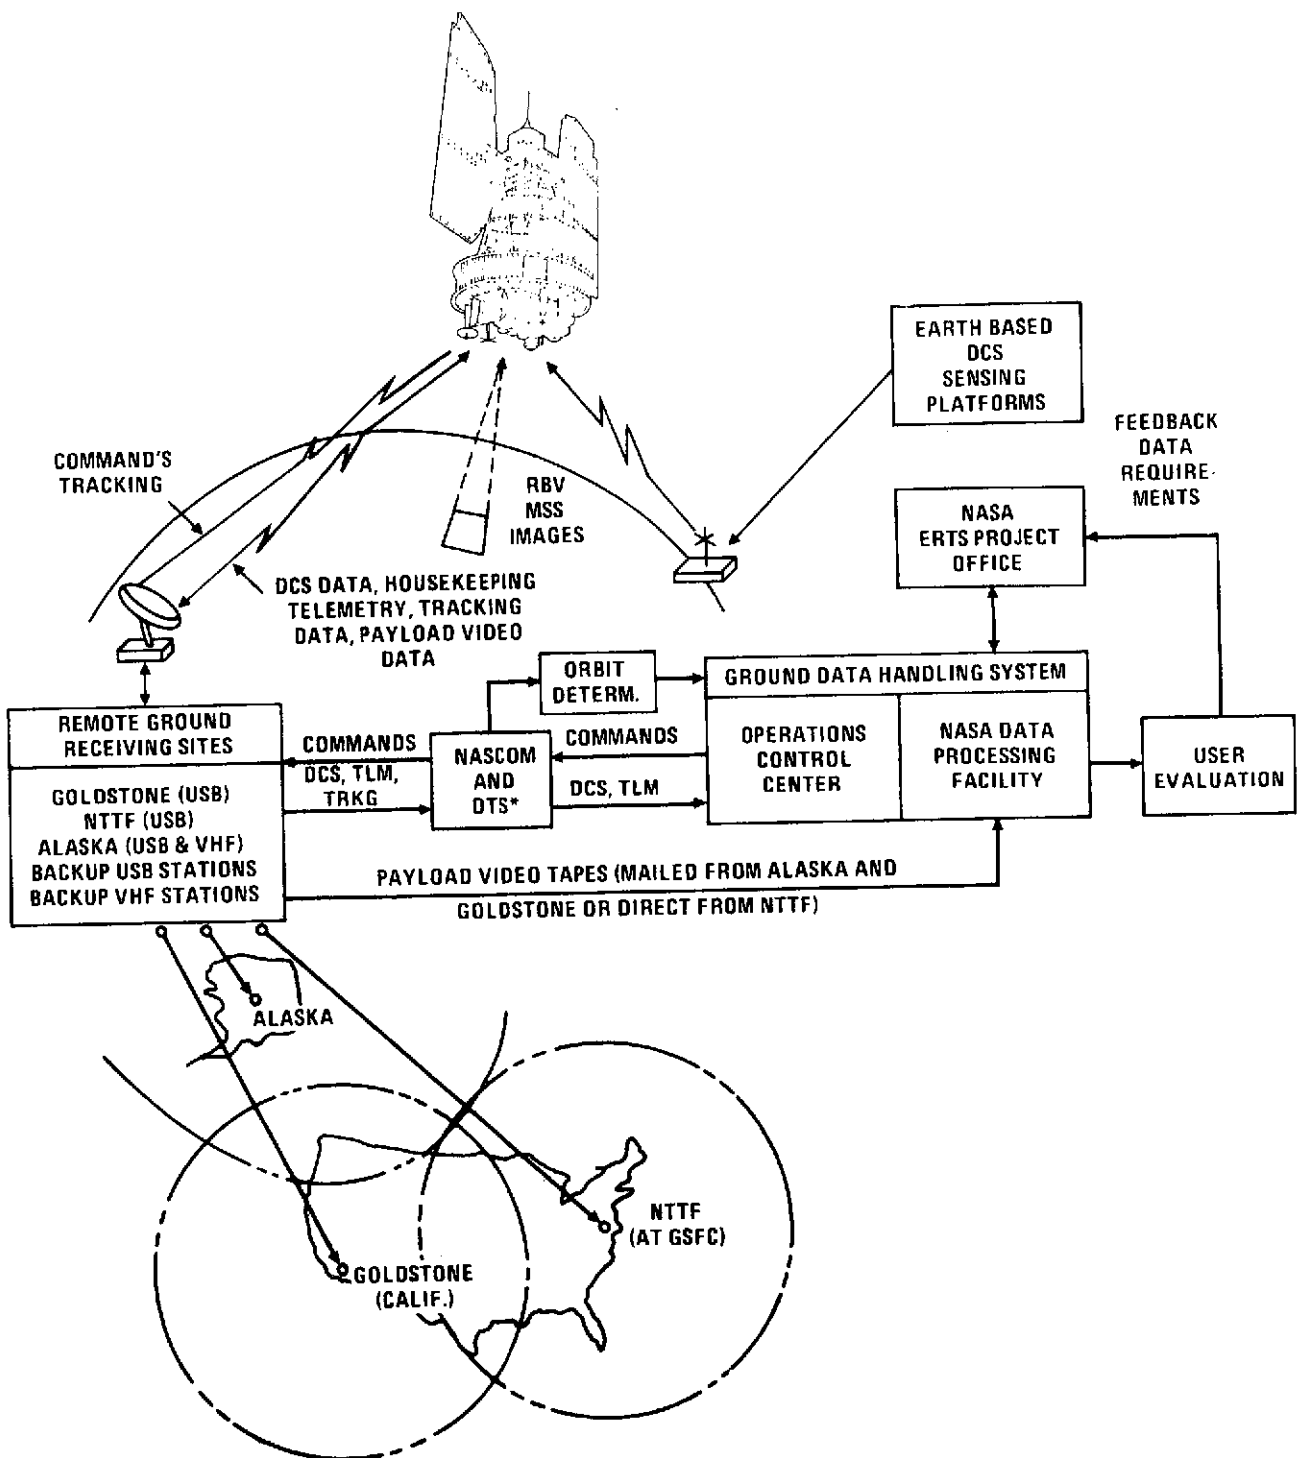 EARTH BASED
DCS
SENSING
PLATFORMS
FEEDBACK
DATA
REQUIRE-
MENTS
COMMAND'S
TRACKING
RBV
MSS
IMAGES
NASA
ERTS PROJECT
OFFICE
DCS DATA, HOUSEKEEPING
TELEMETRY, TRACKING
DATA, PAYLOAD VIDEO
DATA
ORBIT
DETERM.
GROUND DATA HANDLING SYSTEM
REMOTE GROUND
RECEIVING SITES
COMMANDS
DCS, TLM,
TRKG
NASCOM
AND
DTS*
COMMANDS
DCS, TLM
OPERATIONS
CONTROL
CENTER
NASA DATA
PROCESSING
FACILITY
USER
EVALUATION
GOLDSTONE (USB)
NTTF (USB)
ALASKA (USB & VHF)
BACKUP USB STATIONS
BACKUP VHF STATIONS
PAYLOAD VIDEO TAPES (MAILED FROM ALASKA AND
GOLDSTONE OR DIRECT FROM NTTF)
ALASKA
NTTF
(AT GSFC)
GOLDSTONE
(CALIF.)